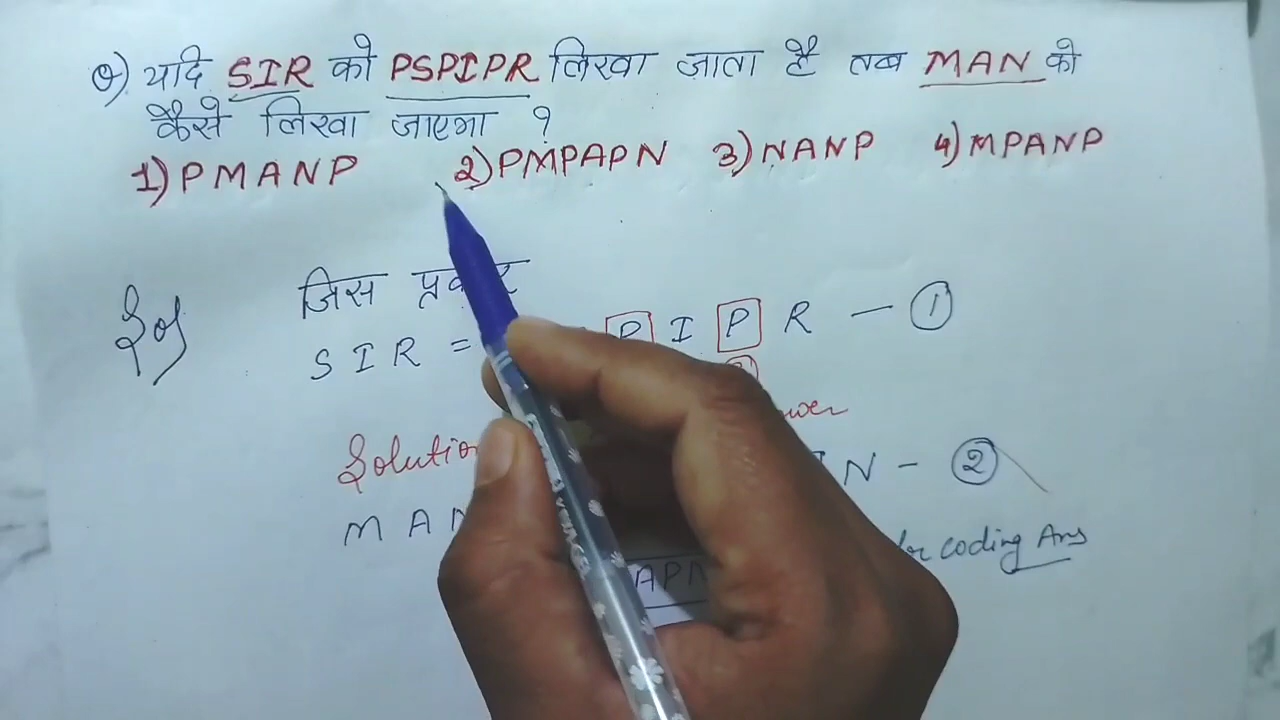 Q) यदि SIR को PSPIPR लिखा जाता है तब MAN को
कैसे लिखा जाएगा ?
1) PMANP 2) PMPAPN 3) NANP 4) MPANP
Sol जिस
SIR = P I P R — 1
Solution
MAN N - 2
coding Ans